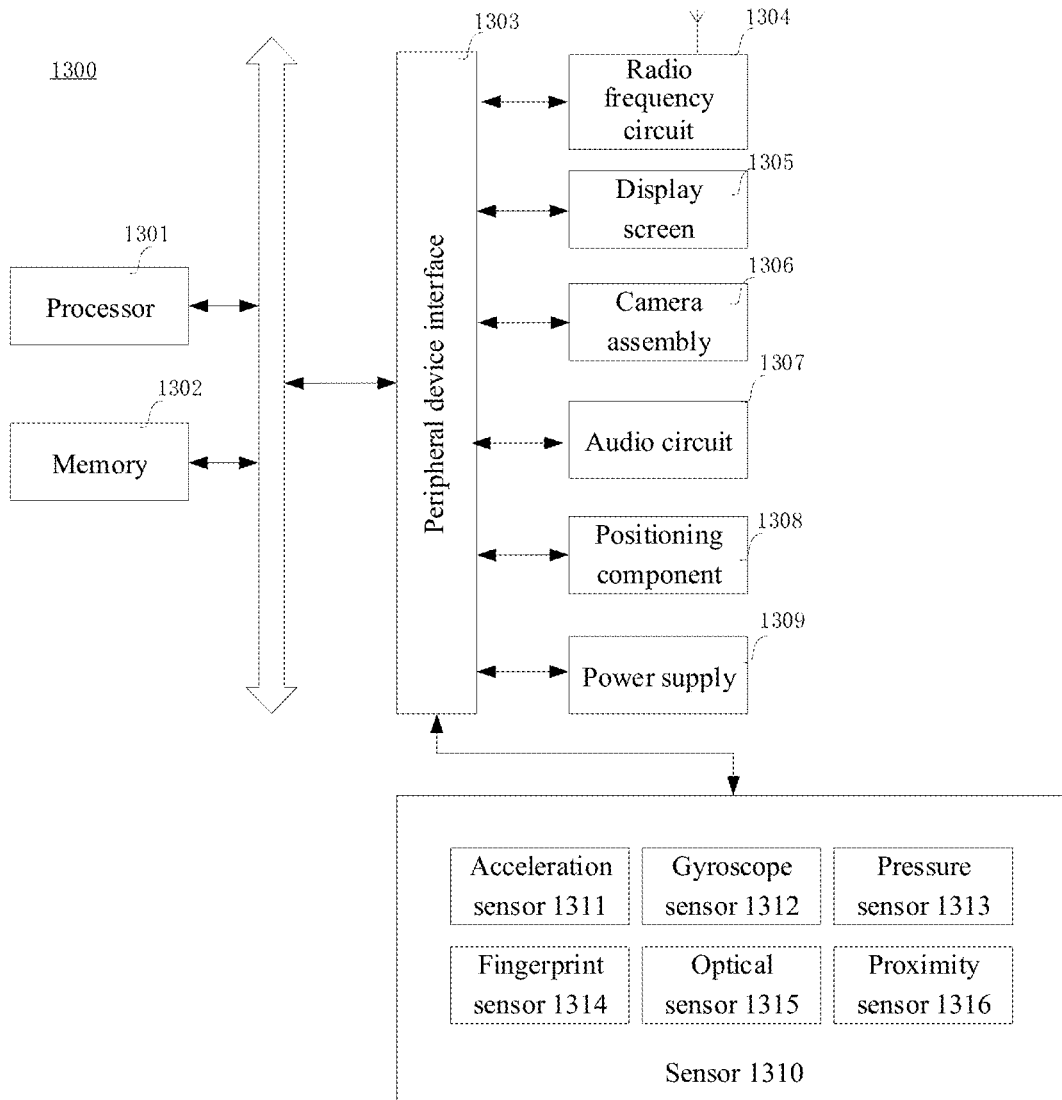 1300
1303
1304
Radio
frequency
circuit
1305
Display
screen
1301
Processor
1306
Camera
assembly
1302
Memory
1307
Audio circuit
Peripheral device interface
1308
Positioning
component
1309
Power supply
Acceleration
sensor 1311
Gyroscope
sensor 1312
Pressure
sensor 1313
Fingerprint
sensor 1314
Optical
sensor 1315
Proximity
sensor 1316
Sensor 1310